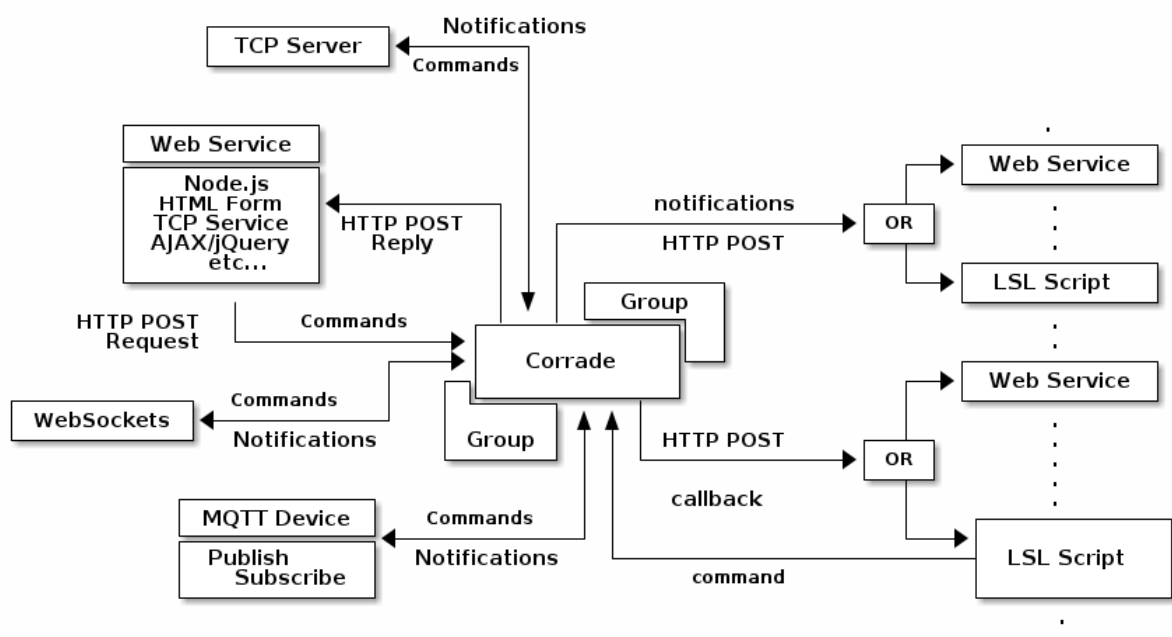 Notifications
TCP Server
Commands
Web Service
Node.js
HTML Form
TCP Service
AJAX/jQuery
etc...
HTTP POST
Reply
HTTP POST
Request
Commands
notifications
HTTP POST
OR
Web Service
LSL Script
Group
Corrade
Group
WebSockets
Commands
Notifications
HTTP POST
callback
OR
Web Service
LSL Script
command
MQTT Device
Publish
Subscribe
Commands
Notifications